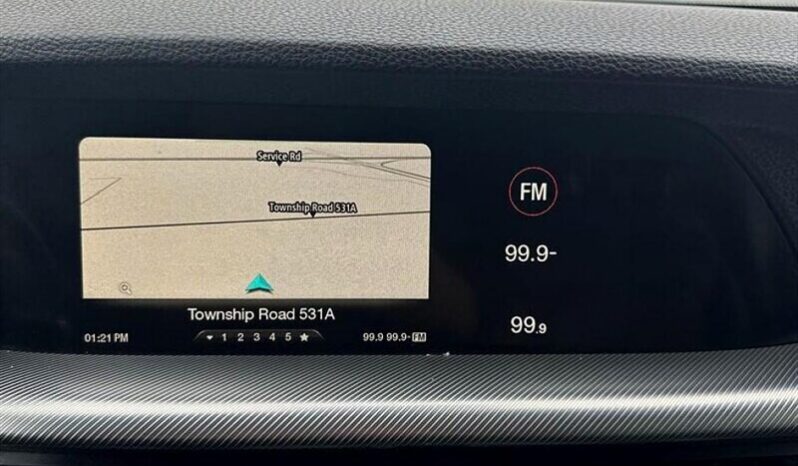 Service Rd
Township Road 531A
Township Road 531A
01:21 PM
1 2 3 4 5
99.9 99.9- FM
FM
99.9-
99.9